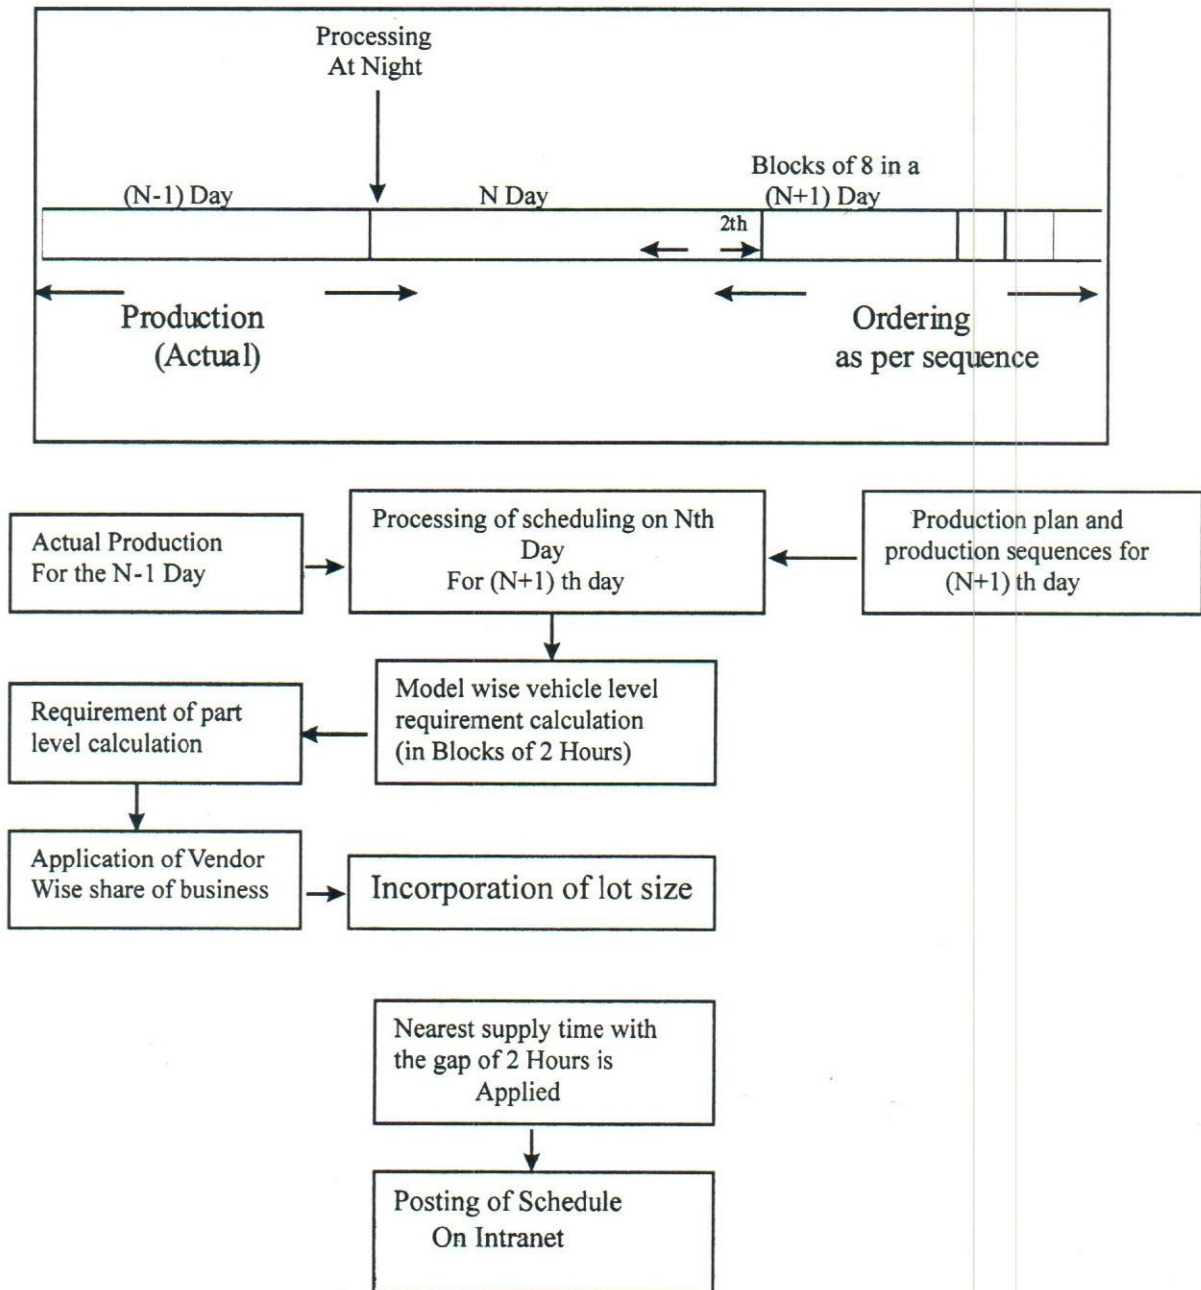 Processing
At Night
(N-1) Day
N Day
Blocks of 8 in a
(N+1) Day
2th
Production
(Actual)
Ordering
as per sequence
Actual Production
For the N-1 Day
Processing of scheduling on Nth
Day
For (N+1) th day
Production plan and
production sequences for
(N+1) th day
Model wise vehicle level
requirement calculation
(in Blocks of 2 Hours)
Requirement of part
level calculation
Application of Vendor
Wise share of business
Incorporation of lot size
Nearest supply time with
the gap of 2 Hours is
Applied
Posting of Schedule
On Intranet